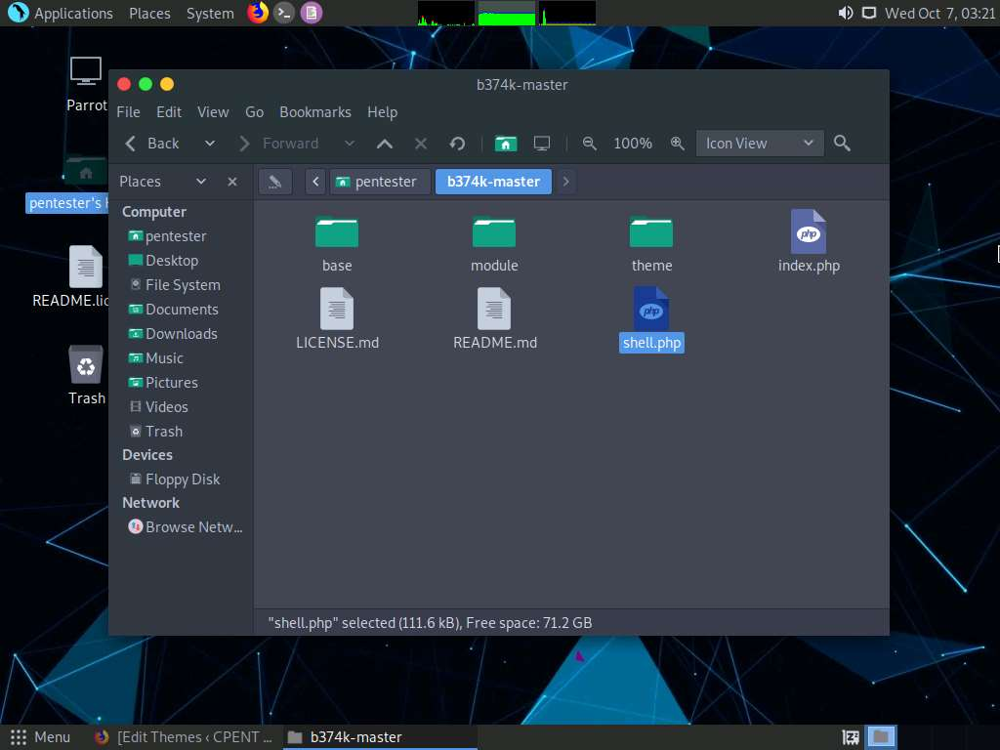 Applications Places System Wed Oct 7, 03:21
Parrot
b374k-master
File Edit View Go Bookmarks Help
Back Forward 100% Icon View
Places pentester b374k-master
pentester's
Computer
pentester
Desktop
File System
Documents
Downloads
Music
Pictures
Videos
Trash
Devices
Floppy Disk
Network
Browse Netw...
base module theme php index.php
LICENSE.md README.md php shell.php
README.lic
Trash
"shell.php" selected (111.6 kB), Free space: 71.2 GB
Menu [Edit Themes ‹ CPENT ... b374k-master